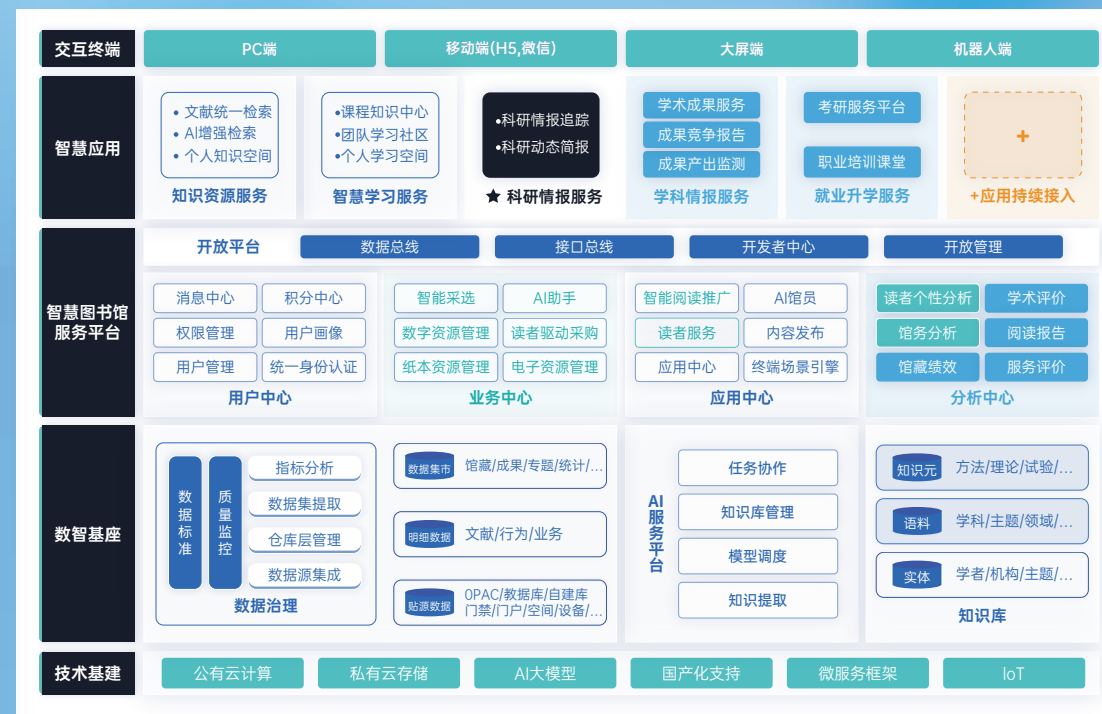 交互终端
PC端
移动端(H5,微信)
大屏端
机器人端
智慧应用
• 文献统一检索
• AI增强检索
• 个人知识空间
知识资源服务
•课程知识中心
•团队学习社区
•个人学习空间
智慧学习服务
•科研情报追踪
•科研动态简报
★ 科研情报服务
学术成果服务
成果竞争报告
成果产出监测
学科情报服务
考研服务平台
职业培训课堂
就业升学服务
+
+应用持续接入
智慧图书馆
服务平台
开放平台
数据总线
接口总线
开发者中心
开放管理
消息中心
积分中心
权限管理
用户画像
用户管理
统一身份认证
用户中心
智能采选
AI助手
数字资源管理
读者驱动采购
纸本资源管理
电子资源管理
业务中心
智能阅读推广
AI馆员
读者服务
内容发布
应用中心
终端场景引擎
应用中心
读者个性分析
学术评价
馆务分析
阅读报告
馆藏绩效
服务评价
分析中心
数智基座
数据标准
质量监控
指标分析
数据集提取
仓库层管理
数据源集成
数据治理
数据集市
馆藏/成果/专题/统计/...
明细数据
文献/行为/业务
贴源数据
OPAC/教据库/自建库
门禁/门户/空间/设备/...
AI服务平台
任务协作
知识库管理
模型调度
知识提取
知识元
方法/理论/试验/...
语料
学科/主题/领域/...
实体
学者/机构/主题/...
知识库
技术基建
公有云计算
私有云存储
AI大模型
国产化支持
微服务框架
IoT